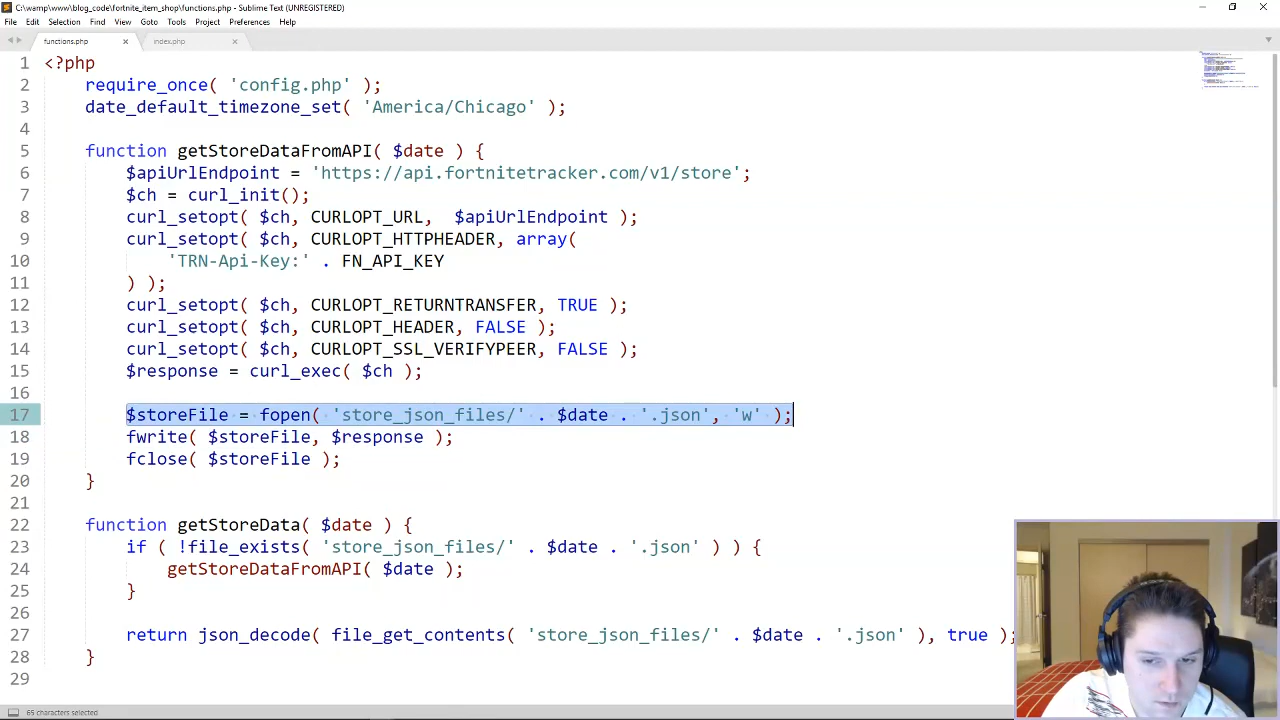 C:\wamp\www\blog_code\fortnite_item_shop\functions.php - Sublime Text (UNREGISTERED)
File Edit Selection Find View Goto Tools Project Preferences Help
functions.php index.php
1 <?php
2 require_once( 'config.php' );
3 date_default_timezone_set( 'America/Chicago' );
4
5 function getStoreDataFromAPI( $date ) {
6 $apiUrlEndpoint = 'https://api.fortnitetracker.com/v1/store';
7 $ch = curl_init();
8 curl_setopt( $ch, CURLOPT_URL, $apiUrlEndpoint );
9 curl_setopt( $ch, CURLOPT_HTTPHEADER, array(
10 'TRN-Api-Key:' . FN_API_KEY
11 ) );
12 curl_setopt( $ch, CURLOPT_RETURNTRANSFER, TRUE );
13 curl_setopt( $ch, CURLOPT_HEADER, FALSE );
14 curl_setopt( $ch, CURLOPT_SSL_VERIFYPEER, FALSE );
15 $response = curl_exec( $ch );
16
17 $storeFile = fopen( 'store_json_files/' . $date . '.json', 'w' );
18 fwrite( $storeFile, $response );
19 fclose( $storeFile );
20 }
21
22 function getStoreData( $date ) {
23 if ( !file_exists( 'store_json_files/' . $date . '.json' ) ) {
24 getStoreDataFromAPI( $date );
25 }
26
27 return json_decode( file_get_contents( 'store_json_files/' . $date . '.json' ), true );
28 }
29
65 characters selected